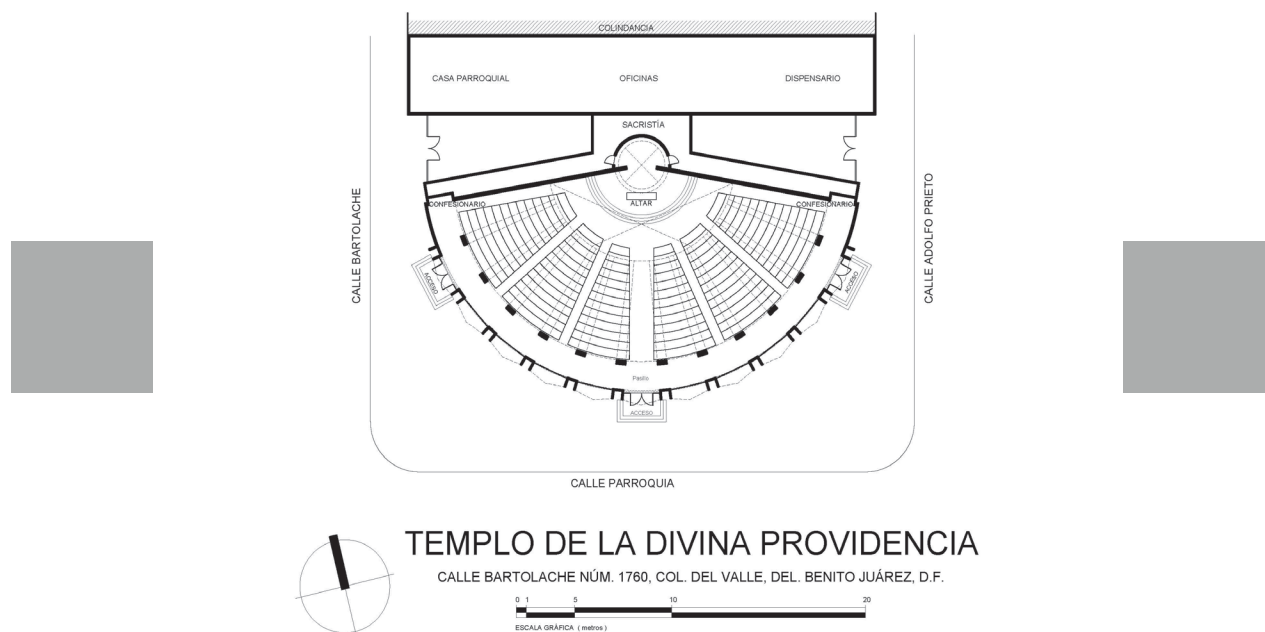 COLINDANCIA
CASA PARROQUIAL
OFICINAS
DISPENSARIO
SACRISTÍA
CONFESIONARIO
ALTAR
CONFESIONARIO
CALLE BARTOLACHE
CALLE ADOLFO PRIETO
ACCESO
ACCESO
Pasillo
ACCESO
CALLE PARROQUIA
TEMPLO DE LA DIVINA PROVIDENCIA
CALLE BARTOLACHE NÚM. 1760, COL. DEL VALLE, DEL. BENITO JUÁREZ, D.F.
0 1 5 10 20
ESCALA GRÁFICA ( metros )